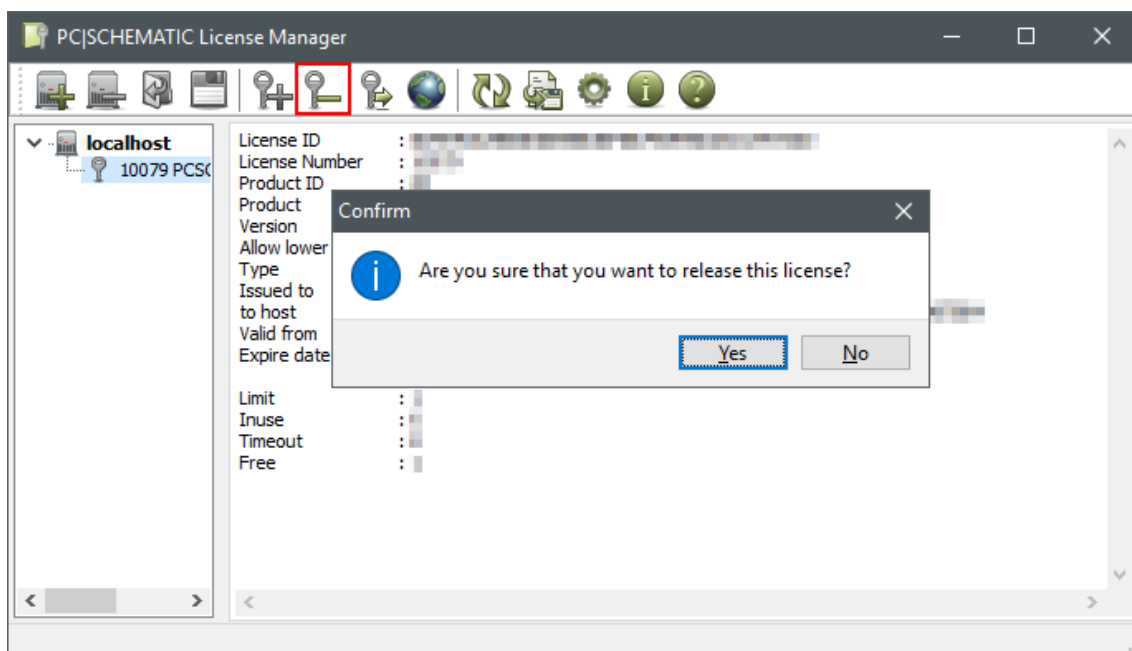 PC|SCHEMATIC License Manager
localhost
10079 PCS
License ID :
License Number :
Product ID :
Product
Version
Allow lower
Type
Issued to
to host
Valid from
Expire date
Limit :
Inuse :
Timeout :
Free :
Confirm
Are you sure that you want to release this license?
Yes No